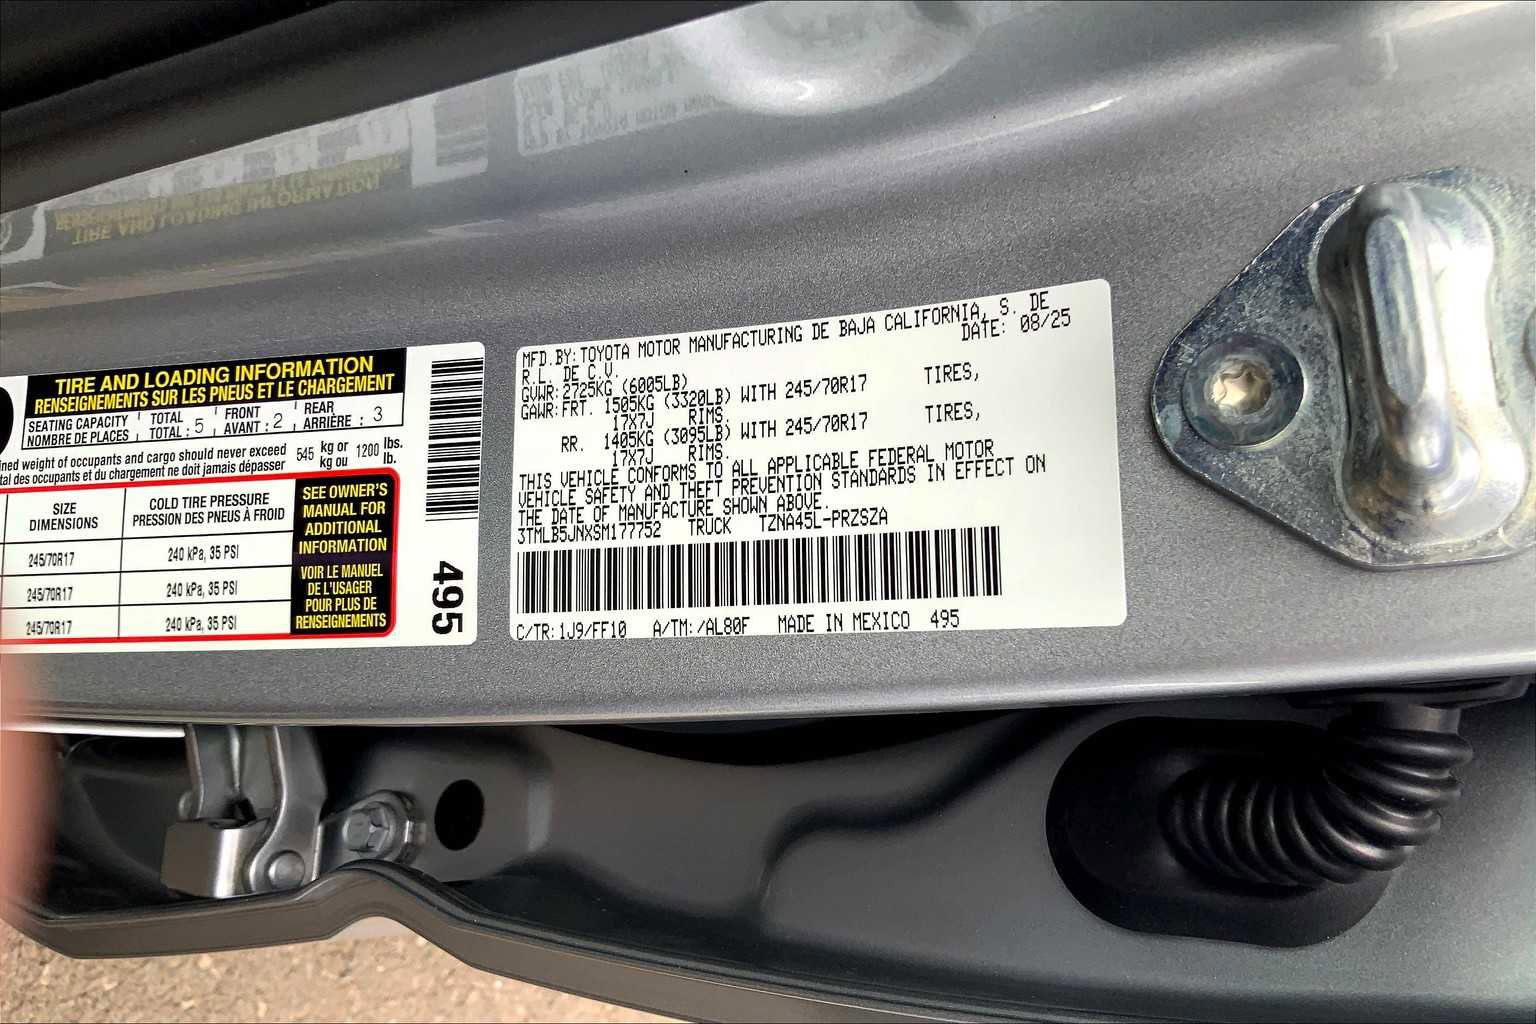 TIRE AND LOADING INFORMATION
RENSEIGNEMENTS SUR LES PNEUS ET LE CHARGEMENT
SEATING CAPACITY
NOMBRE DE PLACES
TOTAL
TOTAL : 5
FRONT
AVANT : 2
REAR
ARRIÈRE : 3
weight of occupants and cargo should never exceed 545 kg or 1200 lbs.
des occupants et du chargement ne doit jamais dépasser kg ou lb.
SIZE
DIMENSIONS
COLD TIRE PRESSURE
PRESSION DES PNEUS À FROID
245/70R17 240 kPa, 35 PSI
245/70R17 240 kPa, 35 PSI
245/70R17 240 kPa, 35 PSI
SEE OWNER'S
MANUAL FOR
ADDITIONAL
INFORMATION
VOIR LE MANUEL
DE L'USAGER
POUR PLUS DE
RENSEIGNEMENTS
495
MFD.BY:TOYOTA MOTOR MANUFACTURING DE BAJA CALIFORNIA, S. DE
R.L. DE C.V. DATE: 08/25
GVWR:2725KG (6005LB)
GAWR:FRT. 1505KG (3320LB) WITH 245/70R17 TIRES,
17X7J RIMS.
RR. 1405KG (3095LB) WITH 245/70R17 TIRES,
17X7J RIMS.
THIS VEHICLE CONFORMS TO ALL APPLICABLE FEDERAL MOTOR
VEHICLE SAFETY AND THEFT PREVENTION STANDARDS IN EFFECT ON
THE DATE OF MANUFACTURE SHOWN ABOVE.
3TMLB5JNXSM177752 TRUCK TZNA45L-PRZSZA
C/TR:1J9/FF10 A/TM:/AL80F MADE IN MEXICO 495